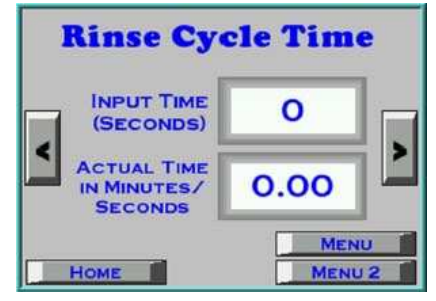 Rinse Cycle Time
INPUT TIME
(SECONDS)
0
<
>
ACTUAL TIME
IN MINUTES/
SECONDS
0.00
MENU
HOME
MENU 2